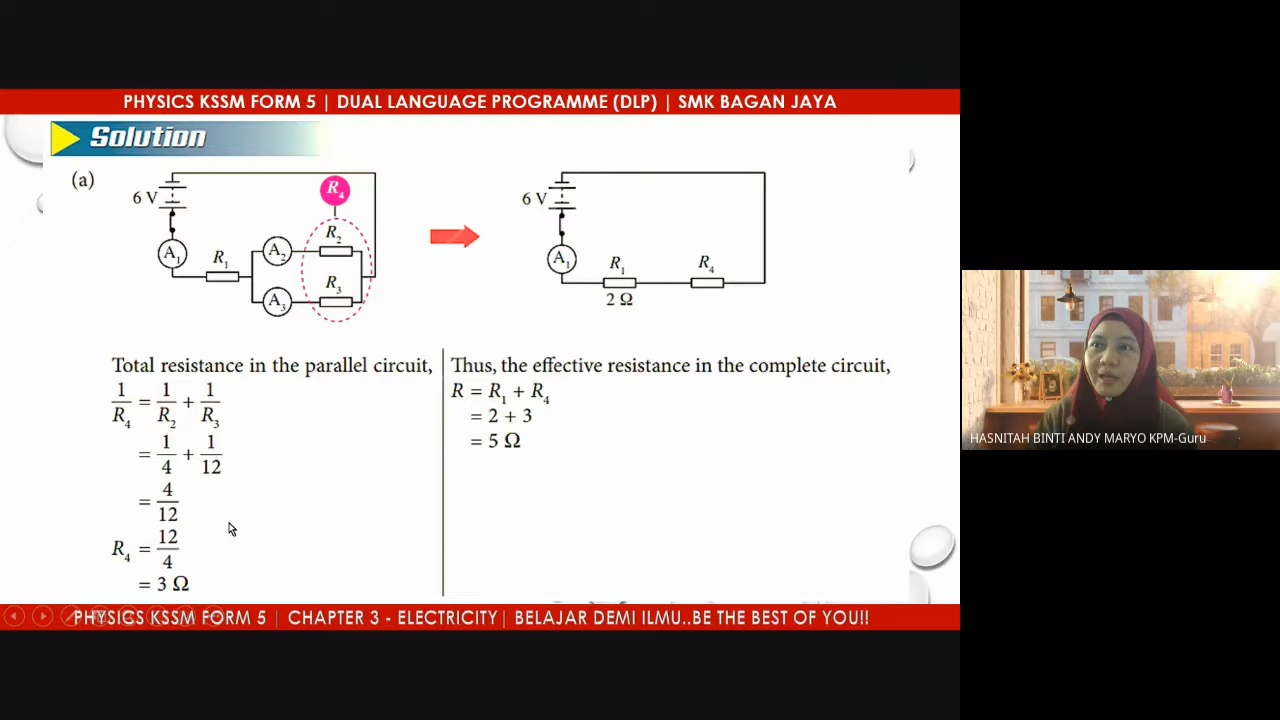 PHYSICS KSSM FORM 5 | DUAL LANGUAGE PROGRAMME (DLP) | SMK BAGAN JAYA
Solution
(a)
6 V
A1
R1
A2
A3
R2
R3
R4
6 V
A1
R1
2 Ω
R4
Total resistance in the parallel circuit,
1/R4 = 1/R2 + 1/R3
= 1/4 + 1/12
= 4/12
R4 = 12/4
= 3 Ω
Thus, the effective resistance in the complete circuit,
R = R1 + R4
= 2 + 3
= 5 Ω
HASNITAH BINTI ANDY MARYO KPM-Guru
PHYSICS KSSM FORM 5 | CHAPTER 3 - ELECTRICITY | BELAJAR DEMI ILMU..BE THE BEST OF YOU!!